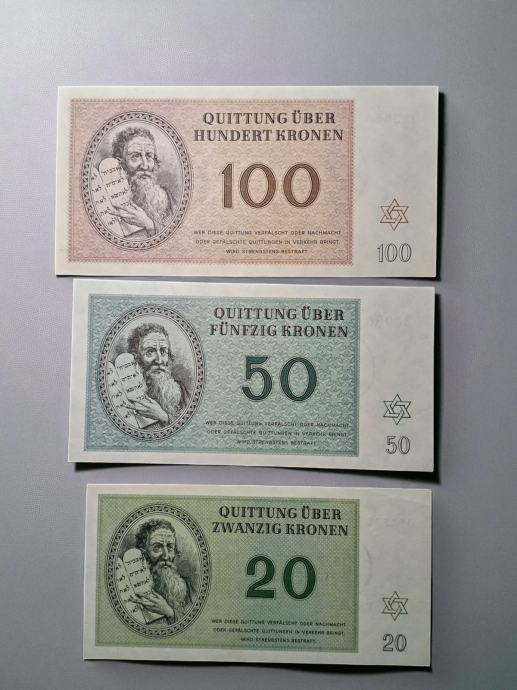 QUITTUNG ÜBER
HUNDERT KRONEN
100
WER DIESE QUITTUNG VERFÄLSCHT ODER NACHMACHT
ODER GEFÄLSCHTE QUITTUNGEN IN VERKEHR BRINGT,
WIRD STRENGSTENS BESTRAFT.
100
QUITTUNG ÜBER
FÜNFZIG KRONEN
50
WER DIESE QUITTUNG VERFÄLSCHT ODER NACHMACHT
ODER GEFÄLSCHTE QUITTUNGEN IN VERKEHR BRINGT,
WIRD STRENGSTENS BESTRAFT.
50
QUITTUNG ÜBER
ZWANZIG KRONEN
20
WER DIESE QUITTUNG VERFÄLSCHT ODER NACHMACHT
ODER GEFÄLSCHTE QUITTUNGEN IN VERKEHR BRINGT,
WIRD STRENGSTENS BESTRAFT.
20